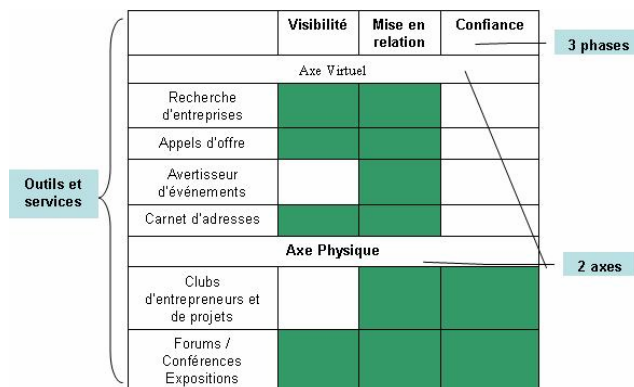 Visibilité
Mise en
relation
Confiance
3 phases
Axe Virtuel
Recherche
d'entreprises
Appels d'offre
Avertisseur
d'événements
Outils et
services
Carnet d'adresses
Axe Physique
2 axes
Clubs
d'entrepreneurs et
de projets
Forums /
Conférences
Expositions